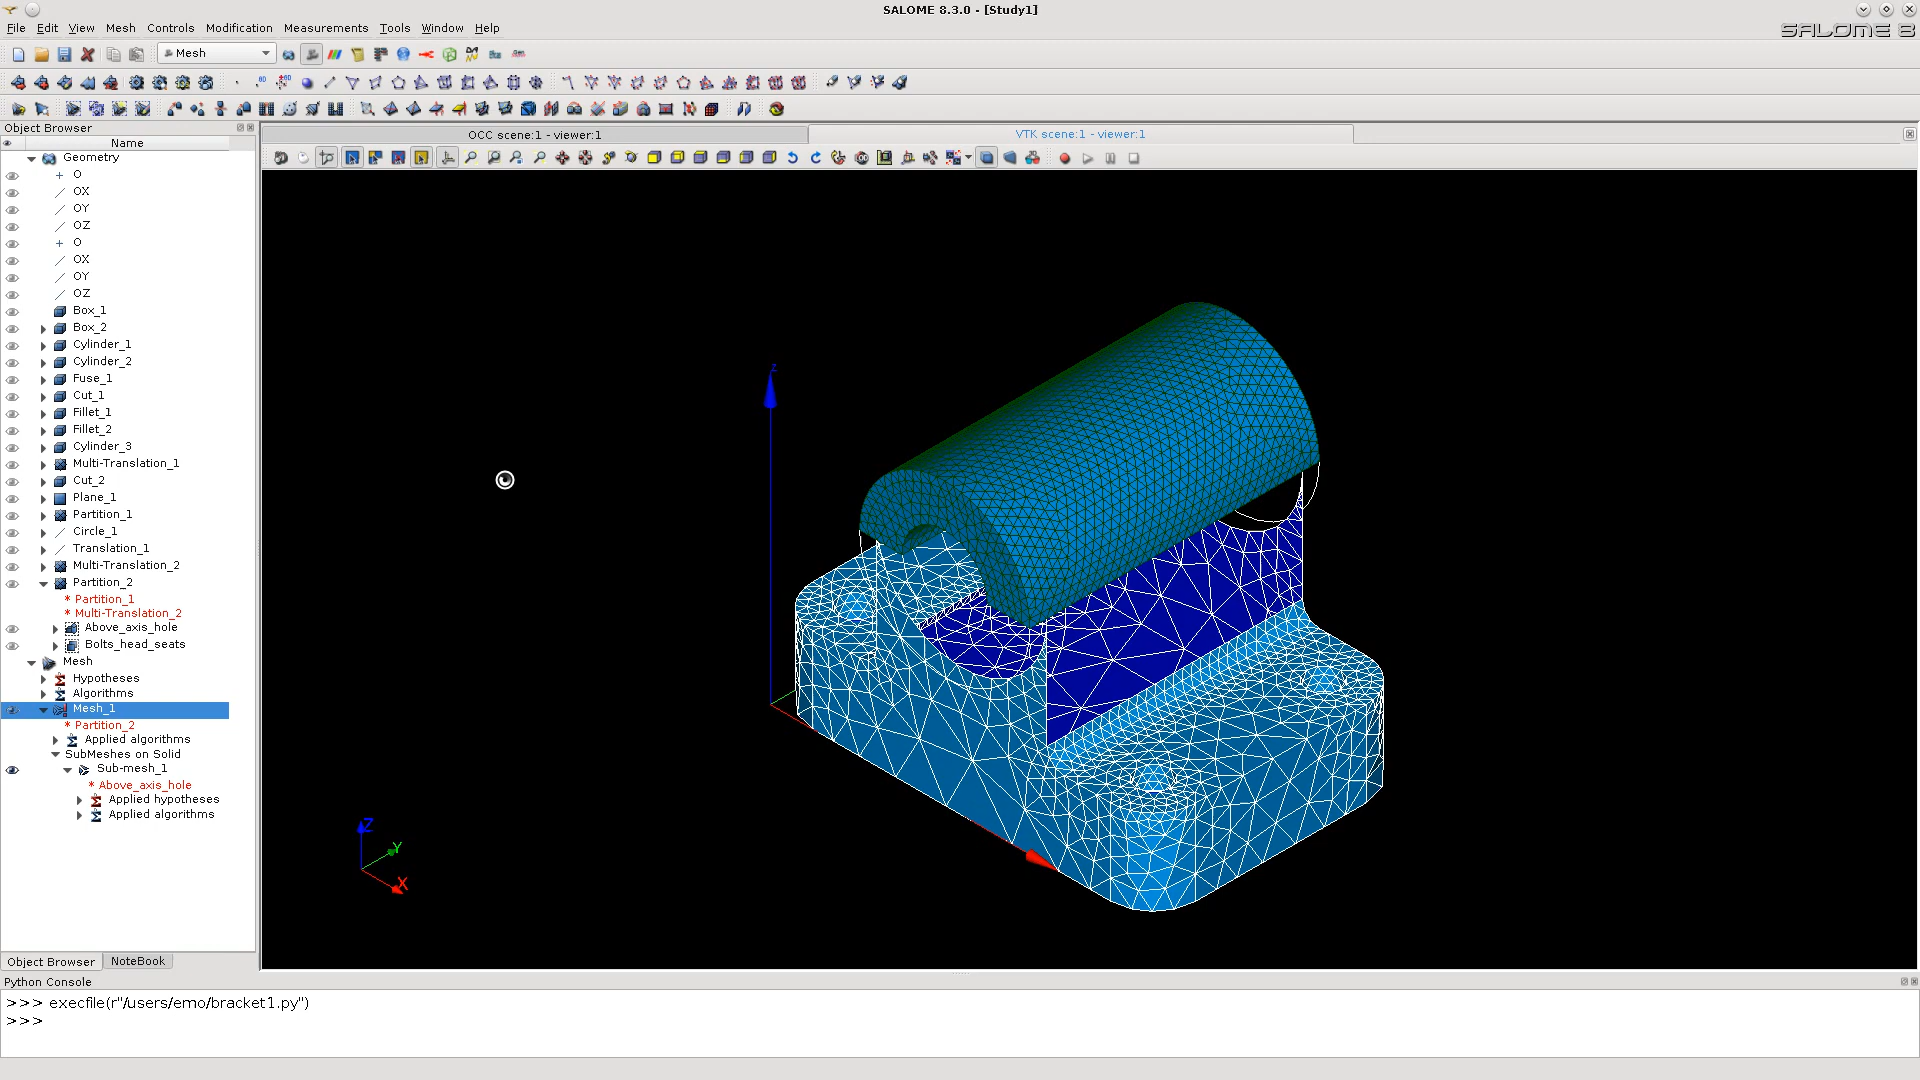 SALOME 8.3.0 - [Study1]
File Edit View Mesh Controls Modification Measurements Tools Window Help
SALOME 8
Mesh
Object Browser
OCC scene:1 - viewer:1
VTK scene:1 - viewer:1
Name
Geometry
O
OX
OY
OZ
O
OX
OY
OZ
Box_1
Box_2
Cylinder_1
Cylinder_2
Fuse_1
Cut_1
Fillet_1
Fillet_2
Cylinder_3
Multi-Translation_1
Cut_2
Plane_1
Partition_1
Circle_1
Translation_1
Multi-Translation_2
Partition_2
* Partition_1
* Multi-Translation_2
Above_axis_hole
Bolts_head_seats
Mesh
Hypotheses
Algorithms
Mesh_1
* Partition_2
Applied algorithms
SubMeshes on Solid
Sub-mesh_1
* Above_axis_hole
Applied hypotheses
Applied algorithms
Z
Z
Y
X
Object Browser
NoteBook
Python Console
>>> execfile(r"/users/emo/bracket1.py")
>>>